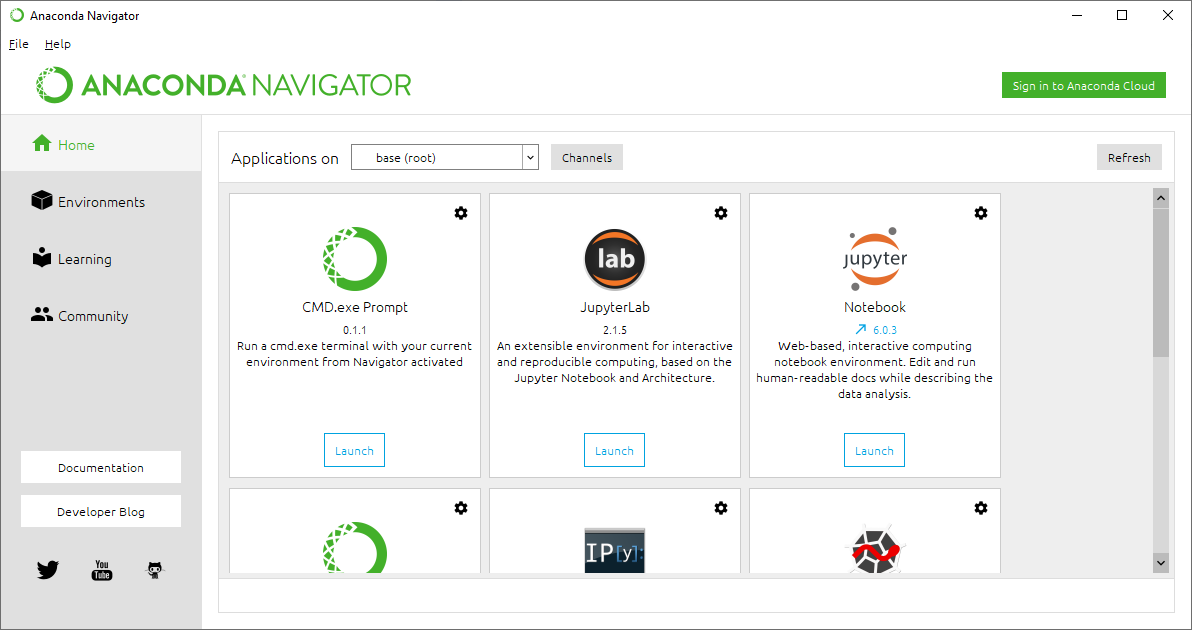 Anaconda Navigator
File Help
ANACONDA NAVIGATOR
Sign in to Anaconda Cloud
Home
Environments
Learning
Community
Documentation
Developer Blog
You
Tube
Applications on
base (root)
Channels
Refresh
CMD.exe Prompt
0.1.1
Run a cmd.exe terminal with your current
environment from Navigator activated
Launch
lab
JupyterLab
2.1.5
An extensible environment for interactive
and reproducible computing, based on the
Jupyter Notebook and Architecture.
Launch
jupyter
Notebook
6.0.3
Web-based, interactive computing
notebook environment. Edit and run
human-readable docs while describing the
data analysis.
Launch
IP[y]: